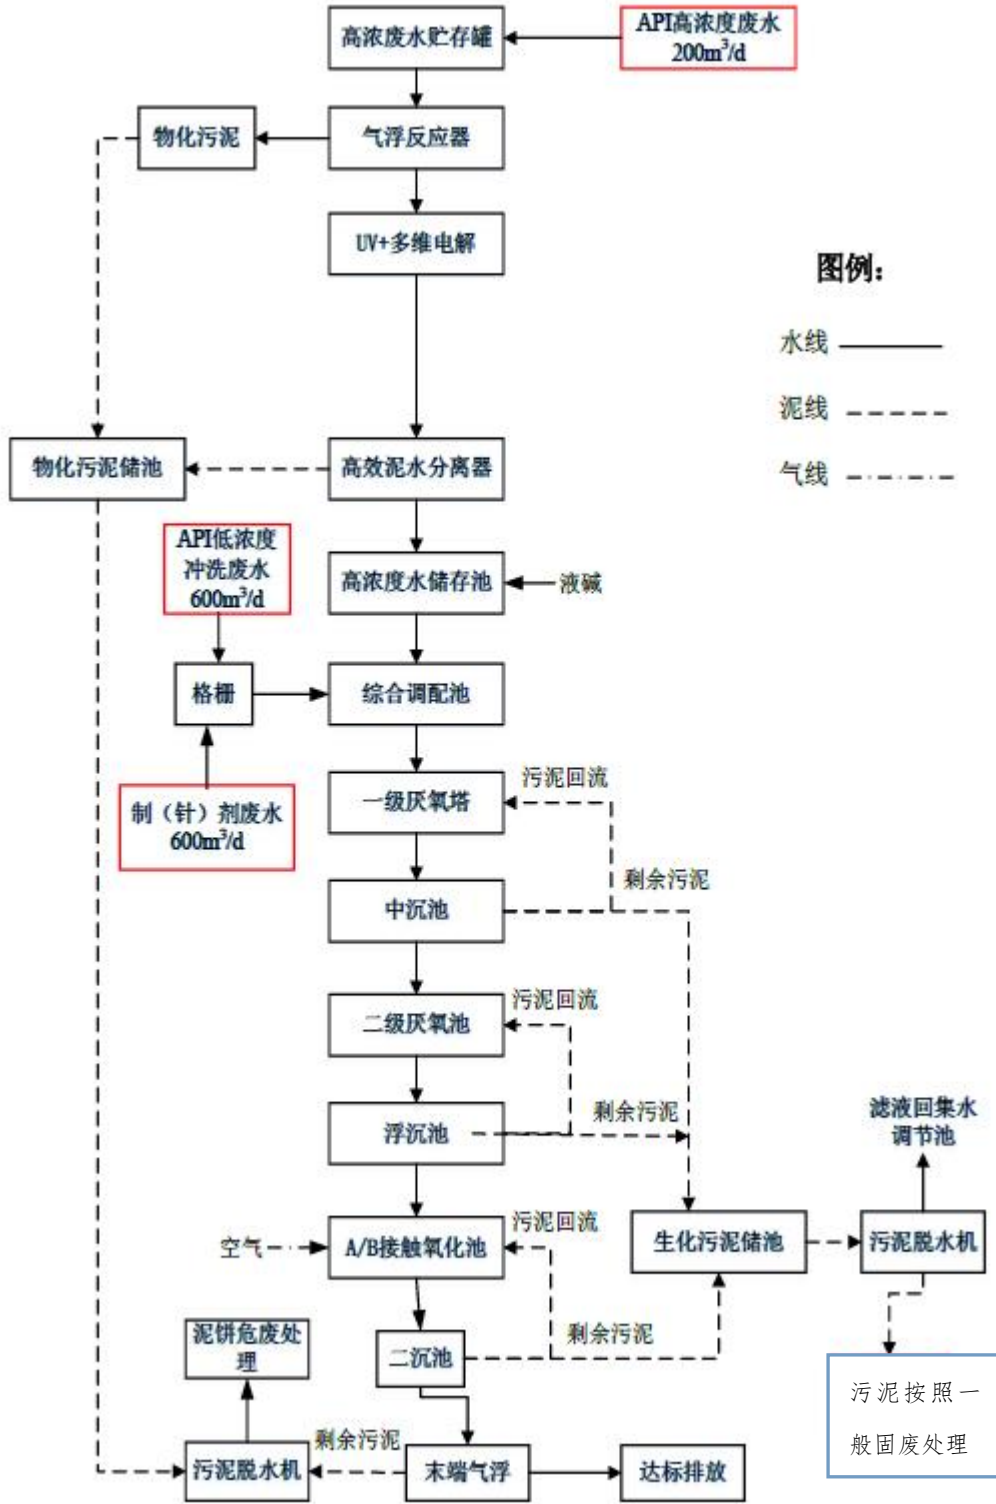 高浓废水贮存罐
API高浓度废水
200m³/d
物化污泥
气浮反应器
UV+多维电解
图例：
水线
泥线
气线
物化污泥储池
高效泥水分离器
API低浓度
冲洗废水
600m³/d
高浓度水储存池
液碱
格栅
综合调配池
制（针）剂废水
600m³/d
一级厌氧塔
污泥回流
剩余污泥
中沉池
二级厌氧池
污泥回流
浮沉池
剩余污泥
滤液回集水
调节池
空气
A/B接触氧化池
污泥回流
生化污泥储池
污泥脱水机
泥饼危废处
理
二沉池
剩余污泥
污泥按照一
般固废处理
污泥脱水机
剩余污泥
末端气浮
达标排放